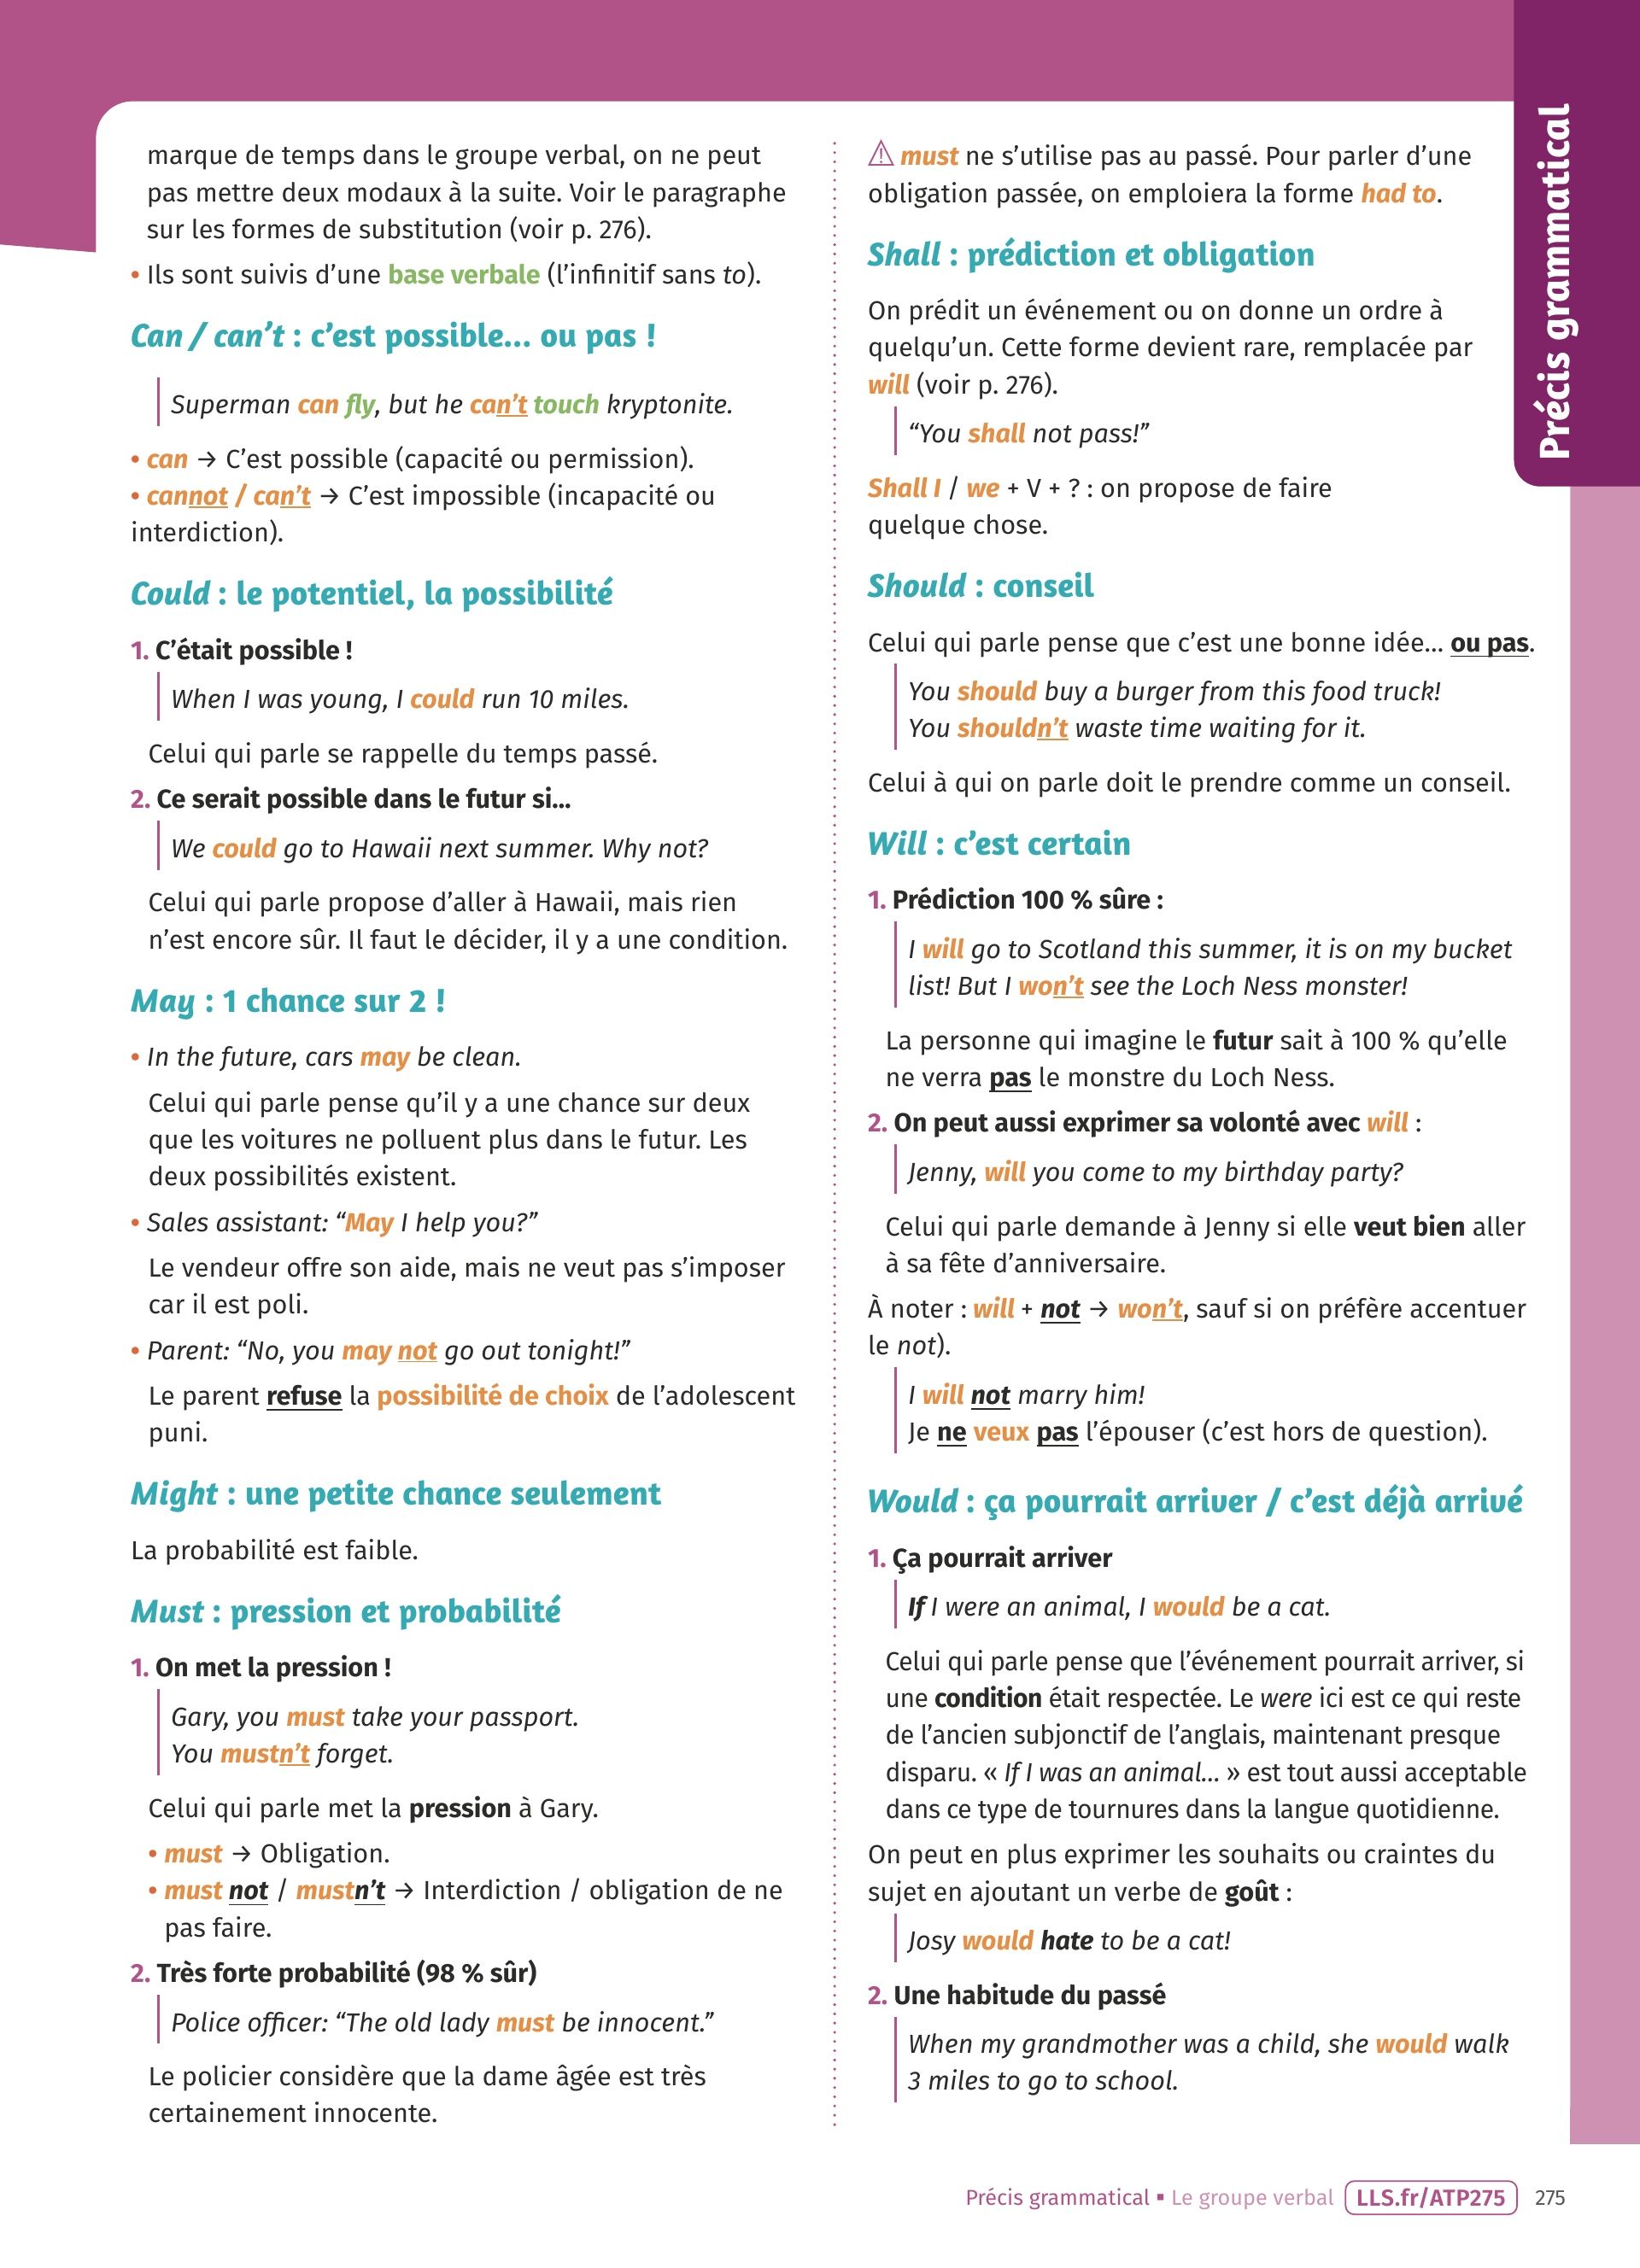 Précis grammatical
marque de temps dans le groupe verbal, on ne peut
pas mettre deux modaux à la suite. Voir le paragraphe
sur les formes de substitution (voir p. 276).
• Ils sont suivis d’une base verbale (l’infinitif sans to).
Can / can’t : c’est possible… ou pas !
Superman can fly, but he can’t touch kryptonite.
• can → C’est possible (capacité ou permission).
• cannot / can’t → C’est impossible (incapacité ou
interdiction).
Could : le potentiel, la possibilité
1. C’était possible !
When I was young, I could run 10 miles.
Celui qui parle se rappelle du temps passé.
2. Ce serait possible dans le futur si…
We could go to Hawaii next summer. Why not?
Celui qui parle propose d’aller à Hawaii, mais rien
n’est encore sûr. Il faut le décider, il y a une condition.
May : 1 chance sur 2 !
• In the future, cars may be clean.
Celui qui parle pense qu’il y a une chance sur deux
que les voitures ne polluent plus dans le futur. Les
deux possibilités existent.
• Sales assistant: “May I help you?”
Le vendeur offre son aide, mais ne veut pas s’imposer
car il est poli.
• Parent: “No, you may not go out tonight!”
Le parent refuse la possibilité de choix de l’adolescent
puni.
Might : une petite chance seulement
La probabilité est faible.
Must : pression et probabilité
1. On met la pression !
Gary, you must take your passport.
You mustn’t forget.
Celui qui parle met la pression à Gary.
• must → Obligation.
• must not / mustn’t → Interdiction / obligation de ne
pas faire.
2. Très forte probabilité (98 % sûr)
Police officer: “The old lady must be innocent.”
Le policier considère que la dame âgée est très
certainement innocente.
⚠ must ne s’utilise pas au passé. Pour parler d’une
obligation passée, on emploiera la forme had to.
Shall : prédiction et obligation
On prédit un événement ou on donne un ordre à
quelqu’un. Cette forme devient rare, remplacée par
will (voir p. 276).
“You shall not pass!”
Shall I / we + V + ? : on propose de faire
quelque chose.
Should : conseil
Celui qui parle pense que c’est une bonne idée… ou pas.
You should buy a burger from this food truck!
You shouldn’t waste time waiting for it.
Celui à qui on parle doit le prendre comme un conseil.
Will : c’est certain
1. Prédiction 100 % sûre :
I will go to Scotland this summer, it is on my bucket
list! But I won’t see the Loch Ness monster!
La personne qui imagine le futur sait à 100 % qu’elle
ne verra pas le monstre du Loch Ness.
2. On peut aussi exprimer sa volonté avec will :
Jenny, will you come to my birthday party?
Celui qui parle demande à Jenny si elle veut bien aller
à sa fête d’anniversaire.
À noter : will + not → won’t, sauf si on préfère accentuer
le not).
I will not marry him!
Je ne veux pas l’épouser (c’est hors de question).
Would : ça pourrait arriver / c’est déjà arrivé
1. Ça pourrait arriver
If I were an animal, I would be a cat.
Celui qui parle pense que l’événement pourrait arriver, si
une condition était respectée. Le were ici est ce qui reste
de l’ancien subjonctif de l’anglais, maintenant presque
disparu. « If I was an animal… » est tout aussi acceptable
dans ce type de tournures dans la langue quotidienne.
On peut en plus exprimer les souhaits ou craintes du
sujet en ajoutant un verbe de goût :
Josy would hate to be a cat!
2. Une habitude du passé
When my grandmother was a child, she would walk
3 miles to go to school.
Précis grammatical ▪ Le groupe verbal LLS.fr/ATP275 275